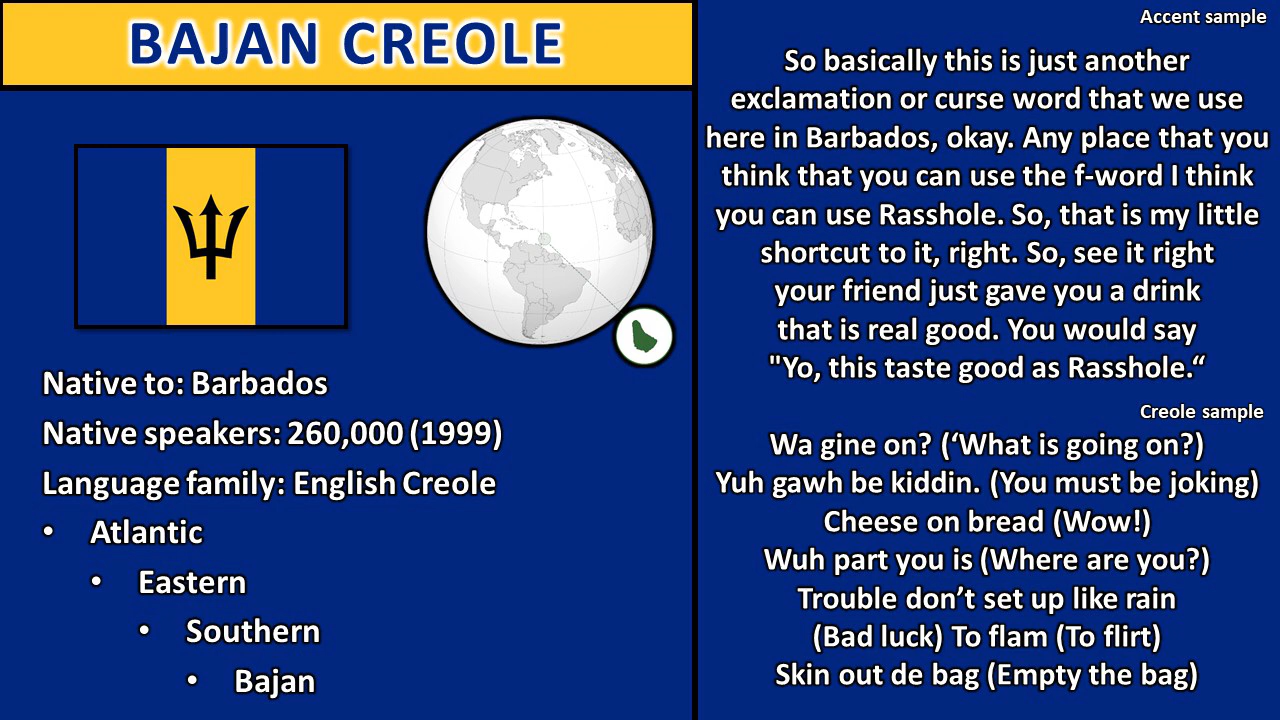 BAJAN CREOLE
Native to: Barbados
Native speakers: 260,000 (1999)
Language family: English Creole
• Atlantic
• Eastern
• Southern
• Bajan
Accent sample
So basically this is just another
exclamation or curse word that we use
here in Barbados, okay. Any place that you
think that you can use the f-word I think
you can use Rasshole. So, that is my little
shortcut to it, right. So, see it right
your friend just gave you a drink
that is real good. You would say
"Yo, this taste good as Rasshole.“
Creole sample
Wa gine on? (‘What is going on?)
Yuh gawh be kiddin. (You must be joking)
Cheese on bread (Wow!)
Wuh part you is (Where are you?)
Trouble don’t set up like rain
(Bad luck) To flam (To flirt)
Skin out de bag (Empty the bag)